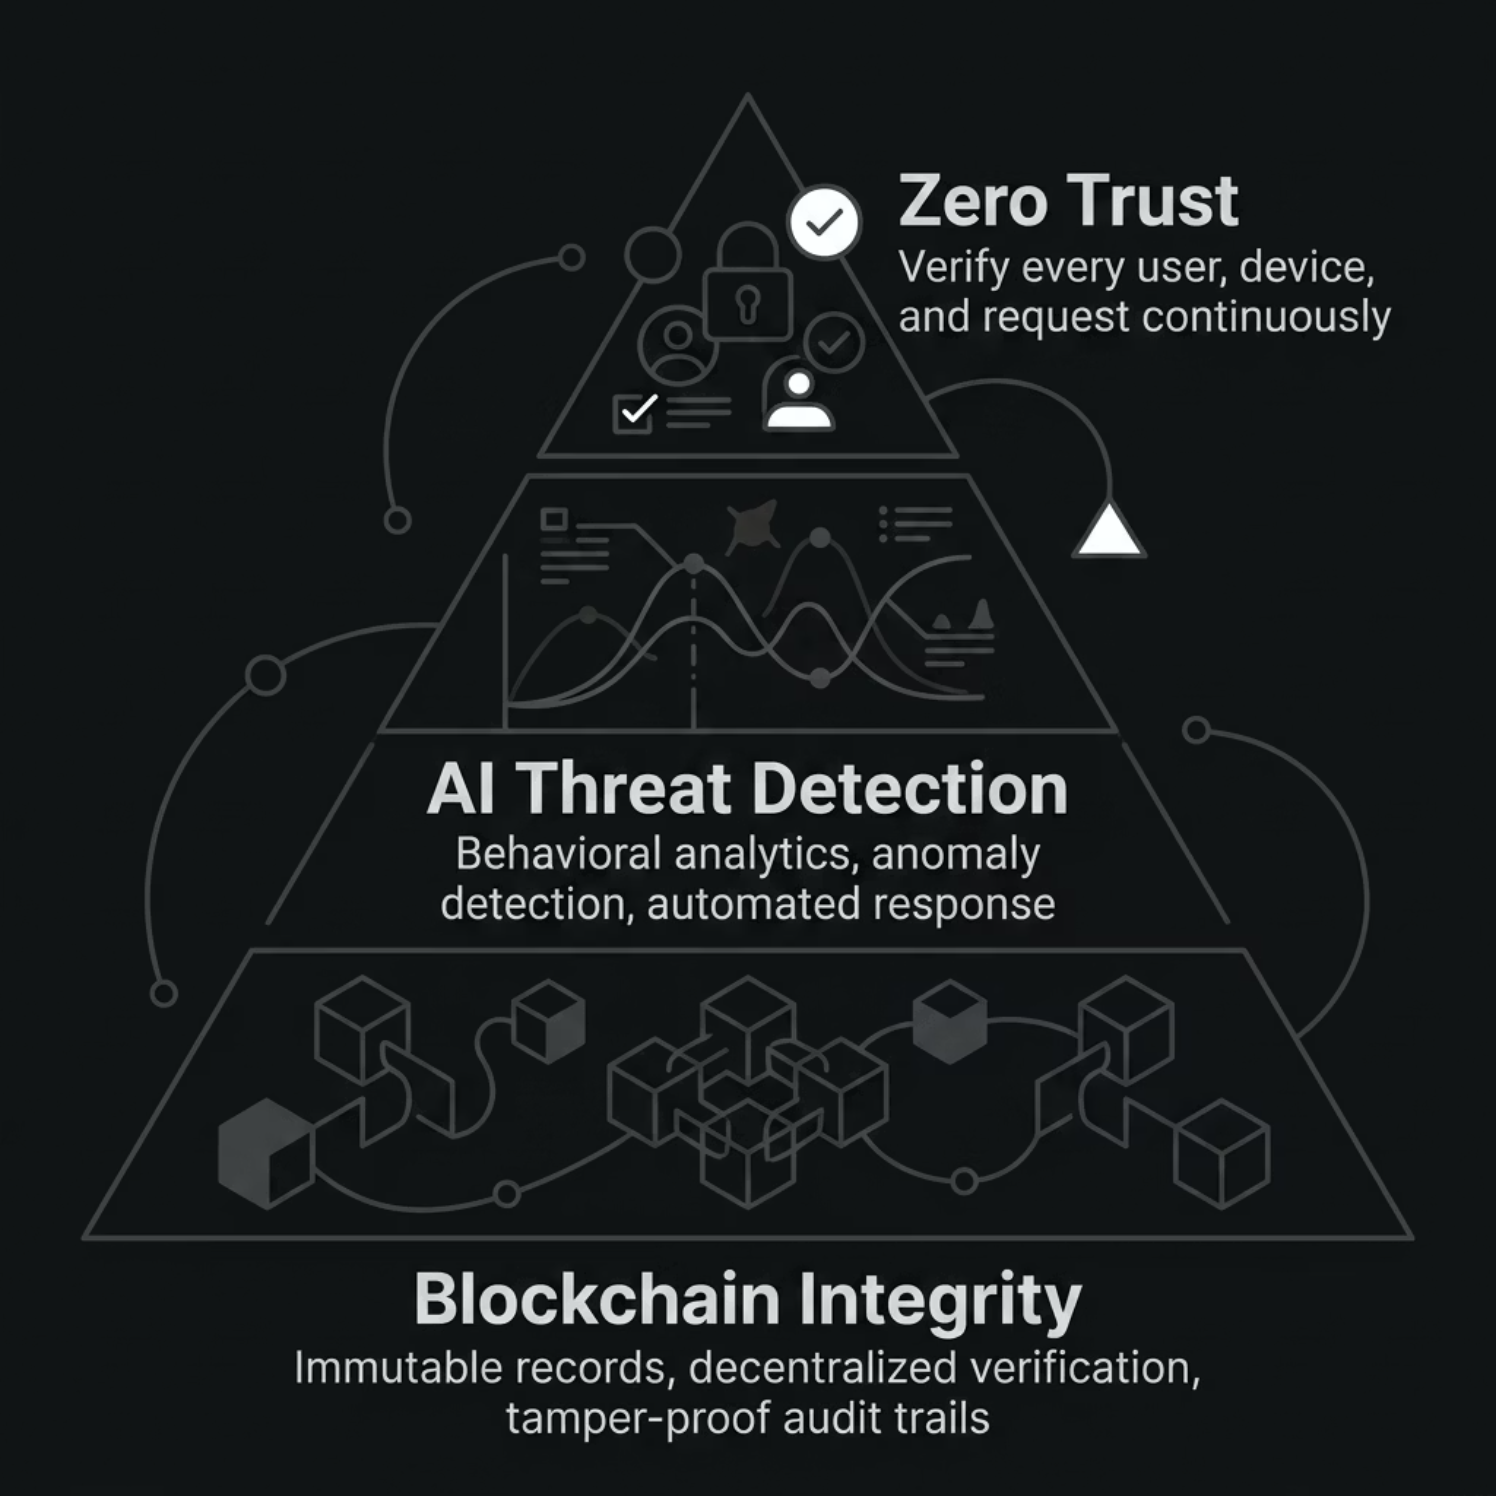 Zero Trust
Verify every user, device,
and request continuously
AI Threat Detection
Behavioral analytics, anomaly
detection, automated response
Blockchain Integrity
Immutable records, decentralized verification,
tamper-proof audit trails